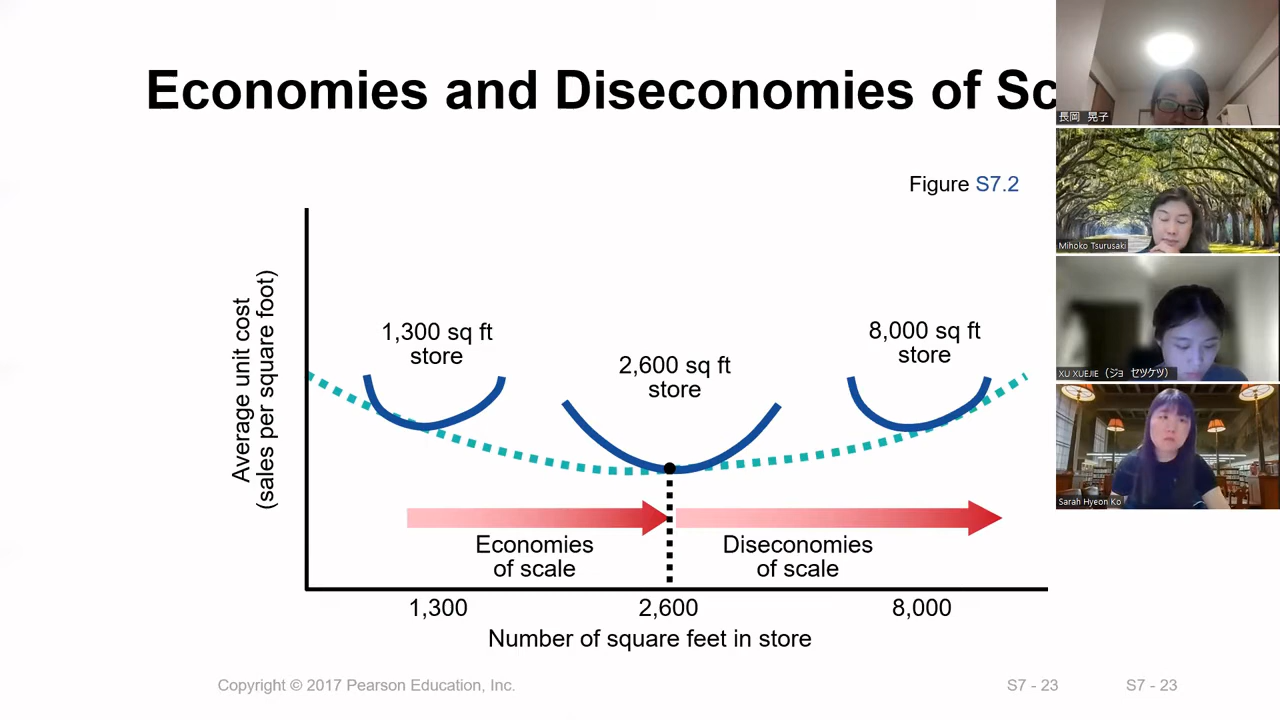 Economies and Diseconomies of Sc
Figure S7.2
Average unit cost
(sales per square foot)
1,300 sq ft
store
2,600 sq ft
store
8,000 sq ft
store
Economies
of scale
Diseconomies
of scale
1,300
2,600
8,000
Number of square feet in store
Copyright © 2017 Pearson Education, Inc.
S7 - 23
S7 - 23
長岡 晃子
Mihoko Tsurusaki
XU XUEJIE（ジョ セツケツ）
Sarah Hyeon Ko